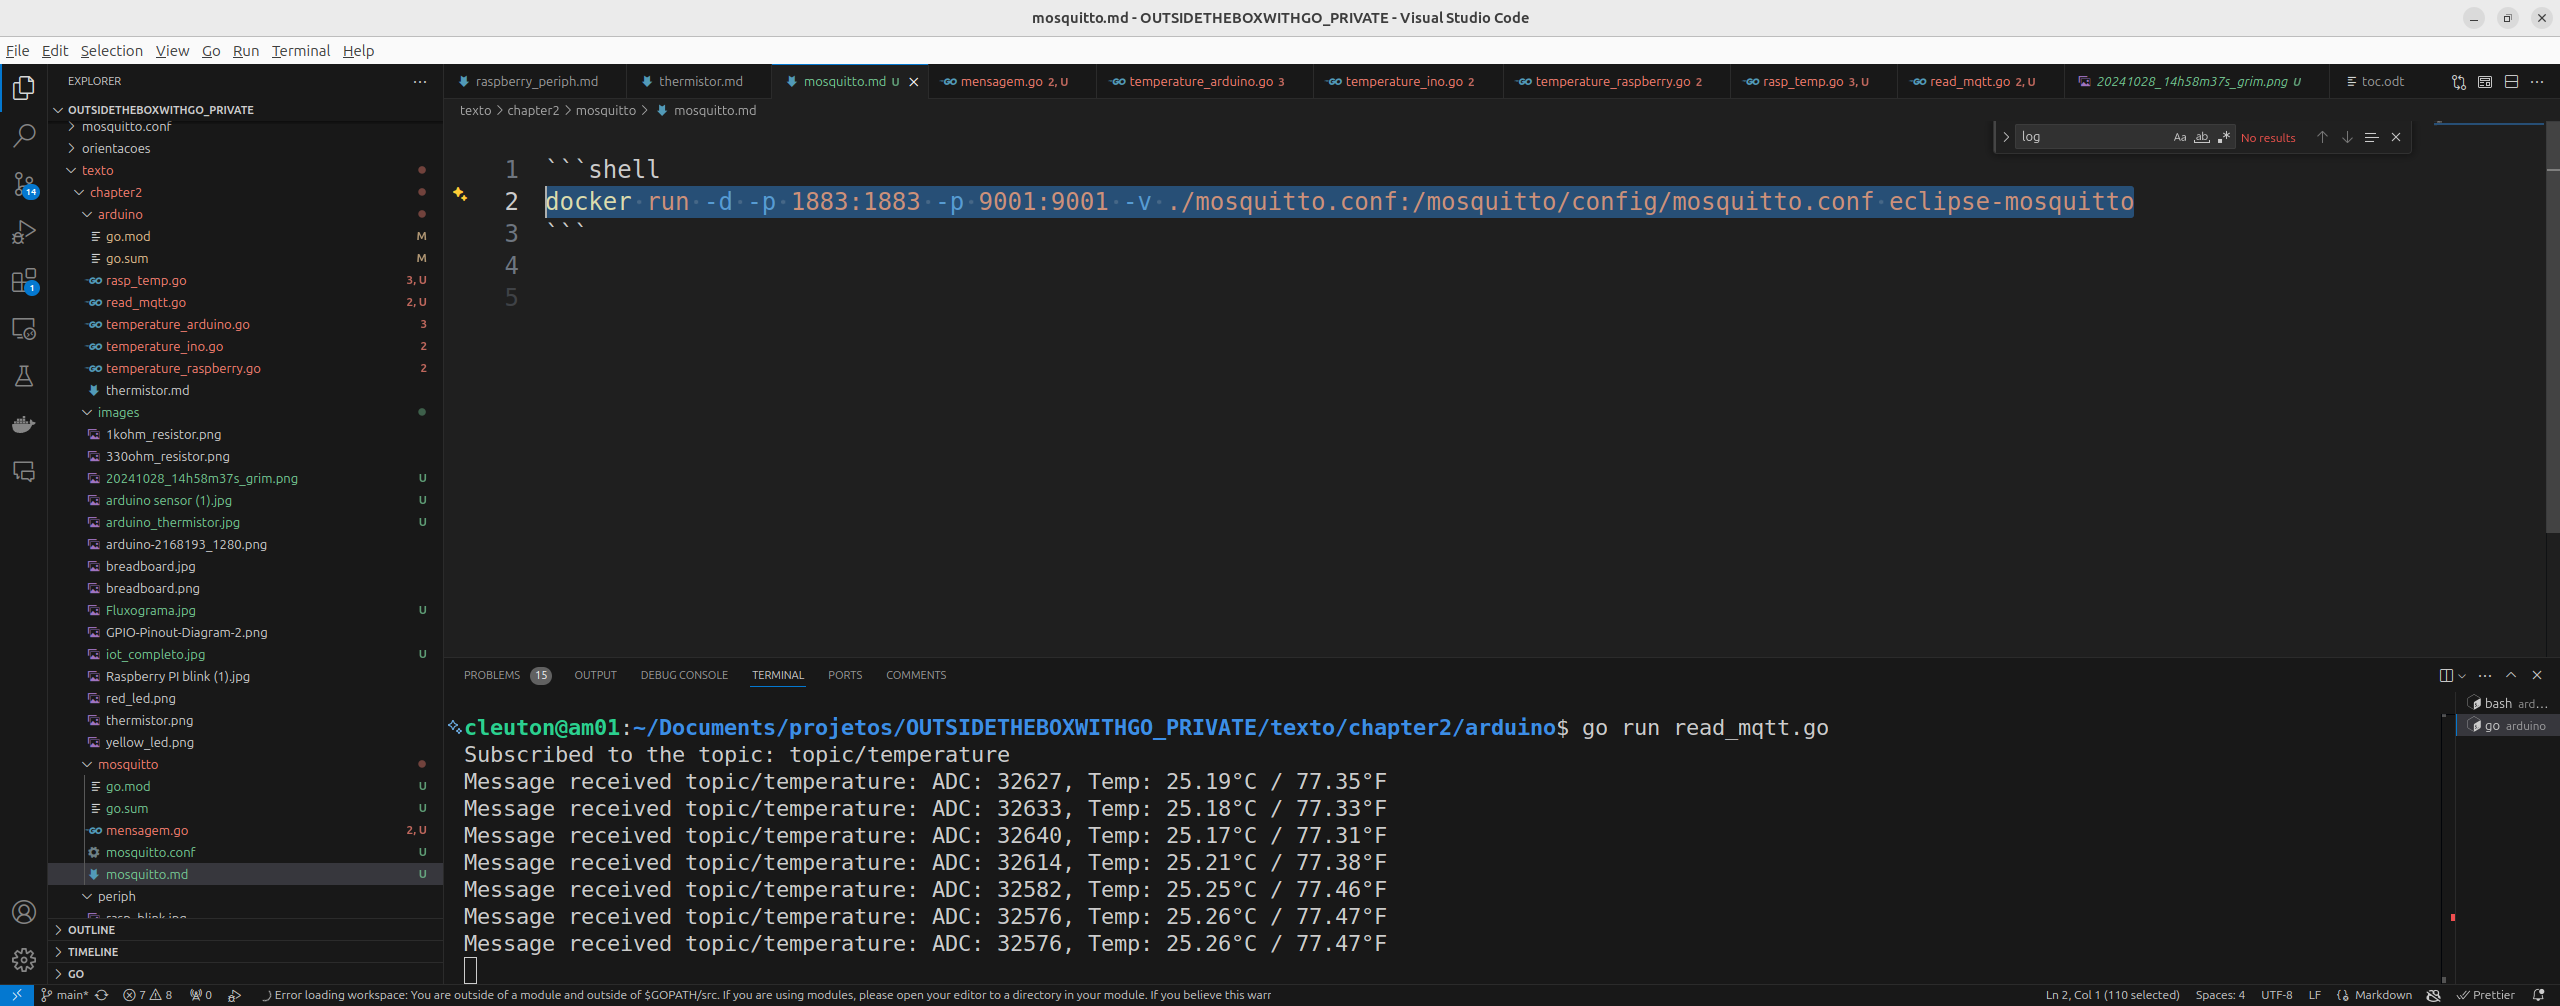 mosquitto.md - OUTSIDETHEBOXWITHGO_PRIVATE - Visual Studio Code
File Edit Selection View Go Run Terminal Help
EXPLORER
OUTSIDETHEBOXWITHGO_PRIVATE
mosquitto.conf
orientacoes
texto
chapter2
arduino
go.mod M
go.sum M
rasp_temp.go 3, U
read_mqtt.go 2, U
temperature_arduino.go 3
temperature_ino.go 2
temperature_raspberry.go 2
thermistor.md
images
1kohm_resistor.png
330ohm_resistor.png
20241028_14h58m37s_grim.png U
arduino sensor (1).jpg U
arduino_thermistor.jpg U
arduino-2168193_1280.png
breadboard.jpg
breadboard.png
Fluxograma.jpg U
GPIO-Pinout-Diagram-2.png
iot_completo.jpg U
Raspberry PI blink (1).jpg
red_led.png
thermistor.png
yellow_led.png
mosquitto
go.mod U
go.sum U
mensagem.go 2, U
mosquitto.conf U
mosquitto.md U
periph
rasp_blink.jpg
OUTLINE
TIMELINE
GO
14
1
raspberry_periph.md thermistor.md mosquitto.md U mensagem.go 2, U temperature_arduino.go 3 temperature_ino.go 2 temperature_raspberry.go 2 rasp_temp.go 3, U read_mqtt.go 2, U 20241028_14h58m37s_grim.png U toc.odt
texto > chapter2 > mosquitto > mosquitto.md
log Aa ab .* No results
1 ```shell
2 docker run -d -p 1883:1883 -p 9001:9001 -v ./mosquitto.conf:/mosquitto/config/mosquitto.conf eclipse-mosquitto
3 ```
4
5
PROBLEMS 15 OUTPUT DEBUG CONSOLE TERMINAL PORTS COMMENTS
cleuton@am01:~/Documents/projetos/OUTSIDETHEBOXWITHGO_PRIVATE/texto/chapter2/arduino$ go run read_mqtt.go
Subscribed to the topic: topic/temperature
Message received topic/temperature: ADC: 32627, Temp: 25.19°C / 77.35°F
Message received topic/temperature: ADC: 32633, Temp: 25.18°C / 77.33°F
Message received topic/temperature: ADC: 32640, Temp: 25.17°C / 77.31°F
Message received topic/temperature: ADC: 32614, Temp: 25.21°C / 77.38°F
Message received topic/temperature: ADC: 32582, Temp: 25.25°C / 77.46°F
Message received topic/temperature: ADC: 32576, Temp: 25.26°C / 77.47°F
Message received topic/temperature: ADC: 32576, Temp: 25.26°C / 77.47°F
bash ard...
go arduino
main* 7 8 0 Error loading workspace: You are outside of a module and outside of $GOPATH/src. If you are using modules, please open your editor to a directory in your module. If you believe this warr
Ln 2, Col 1 (110 selected) Spaces: 4 UTF-8 LF Markdown Prettier